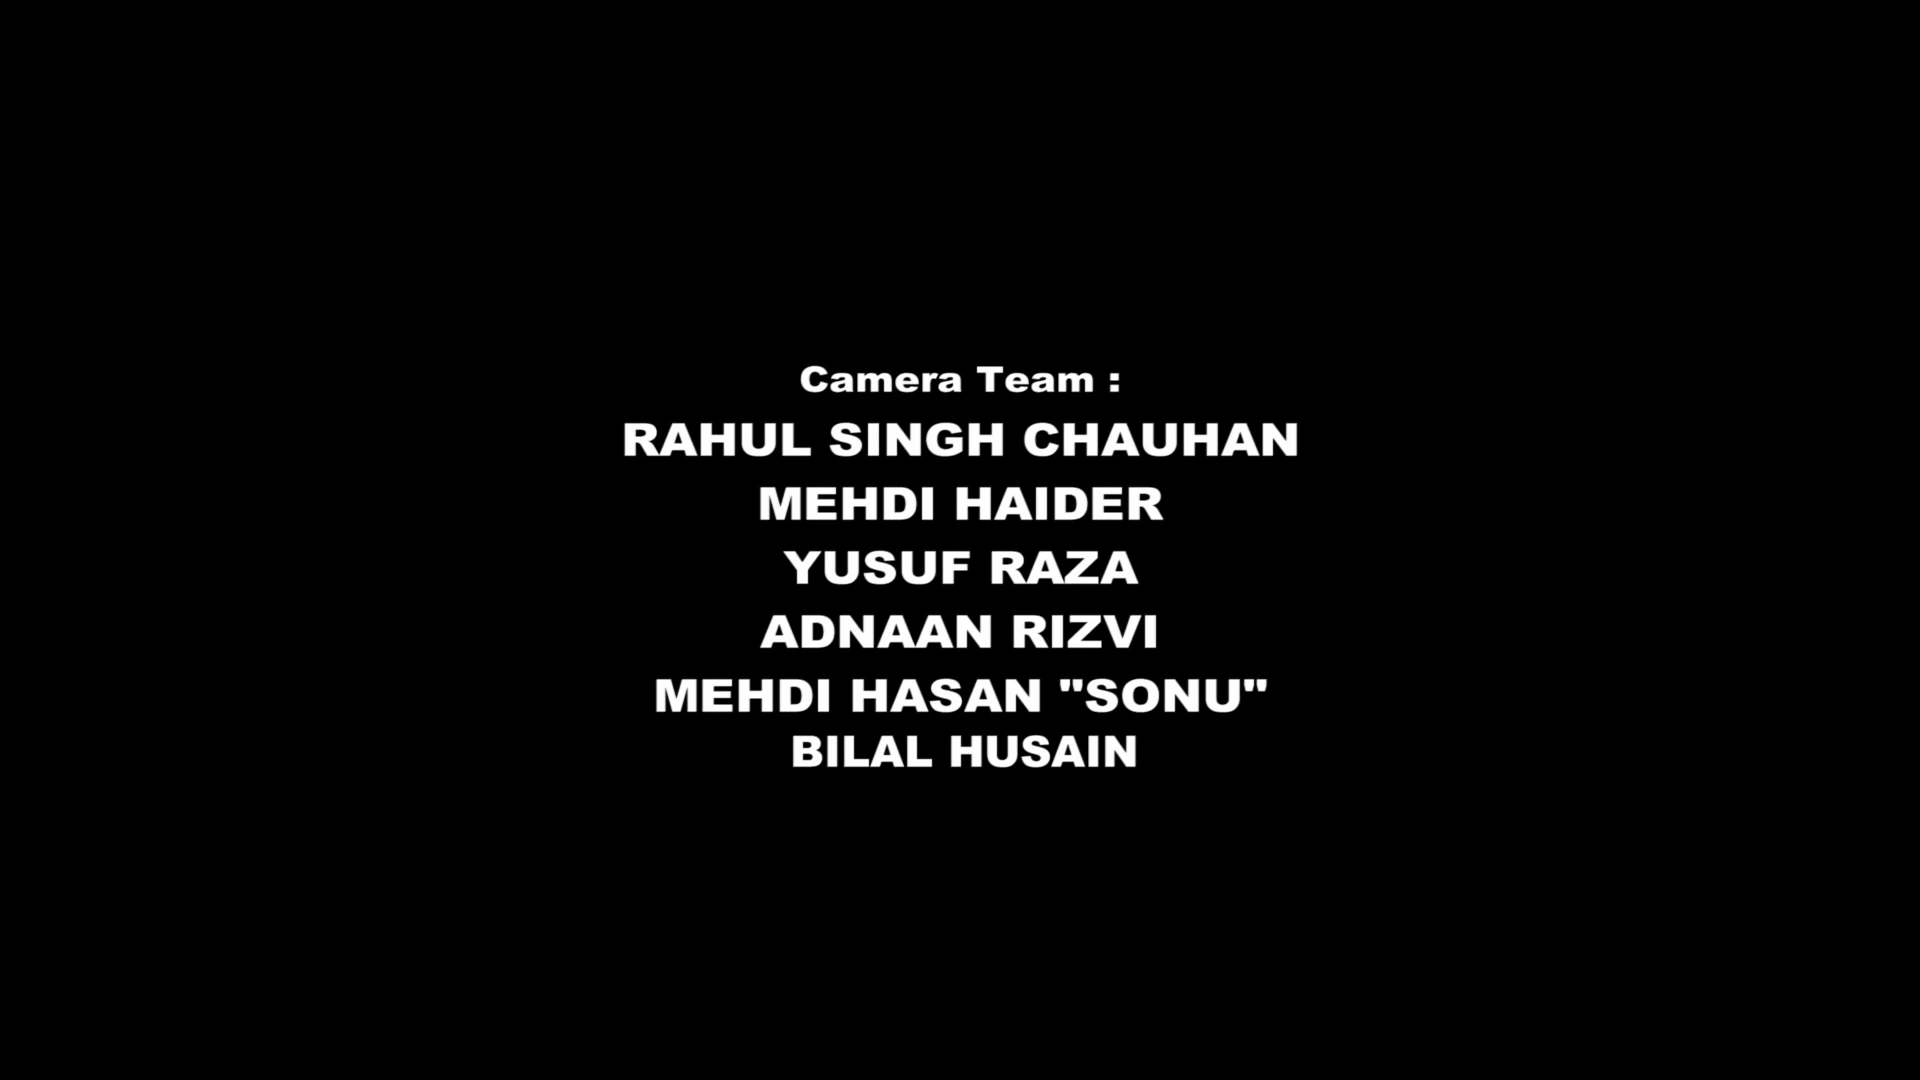 Camera Team :
RAHUL SINGH CHAUHAN
MEHDI HAIDER
YUSUF RAZA
ADNAAN RIZVI
MEHDI HASAN "SONU"
BILAL HUSAIN